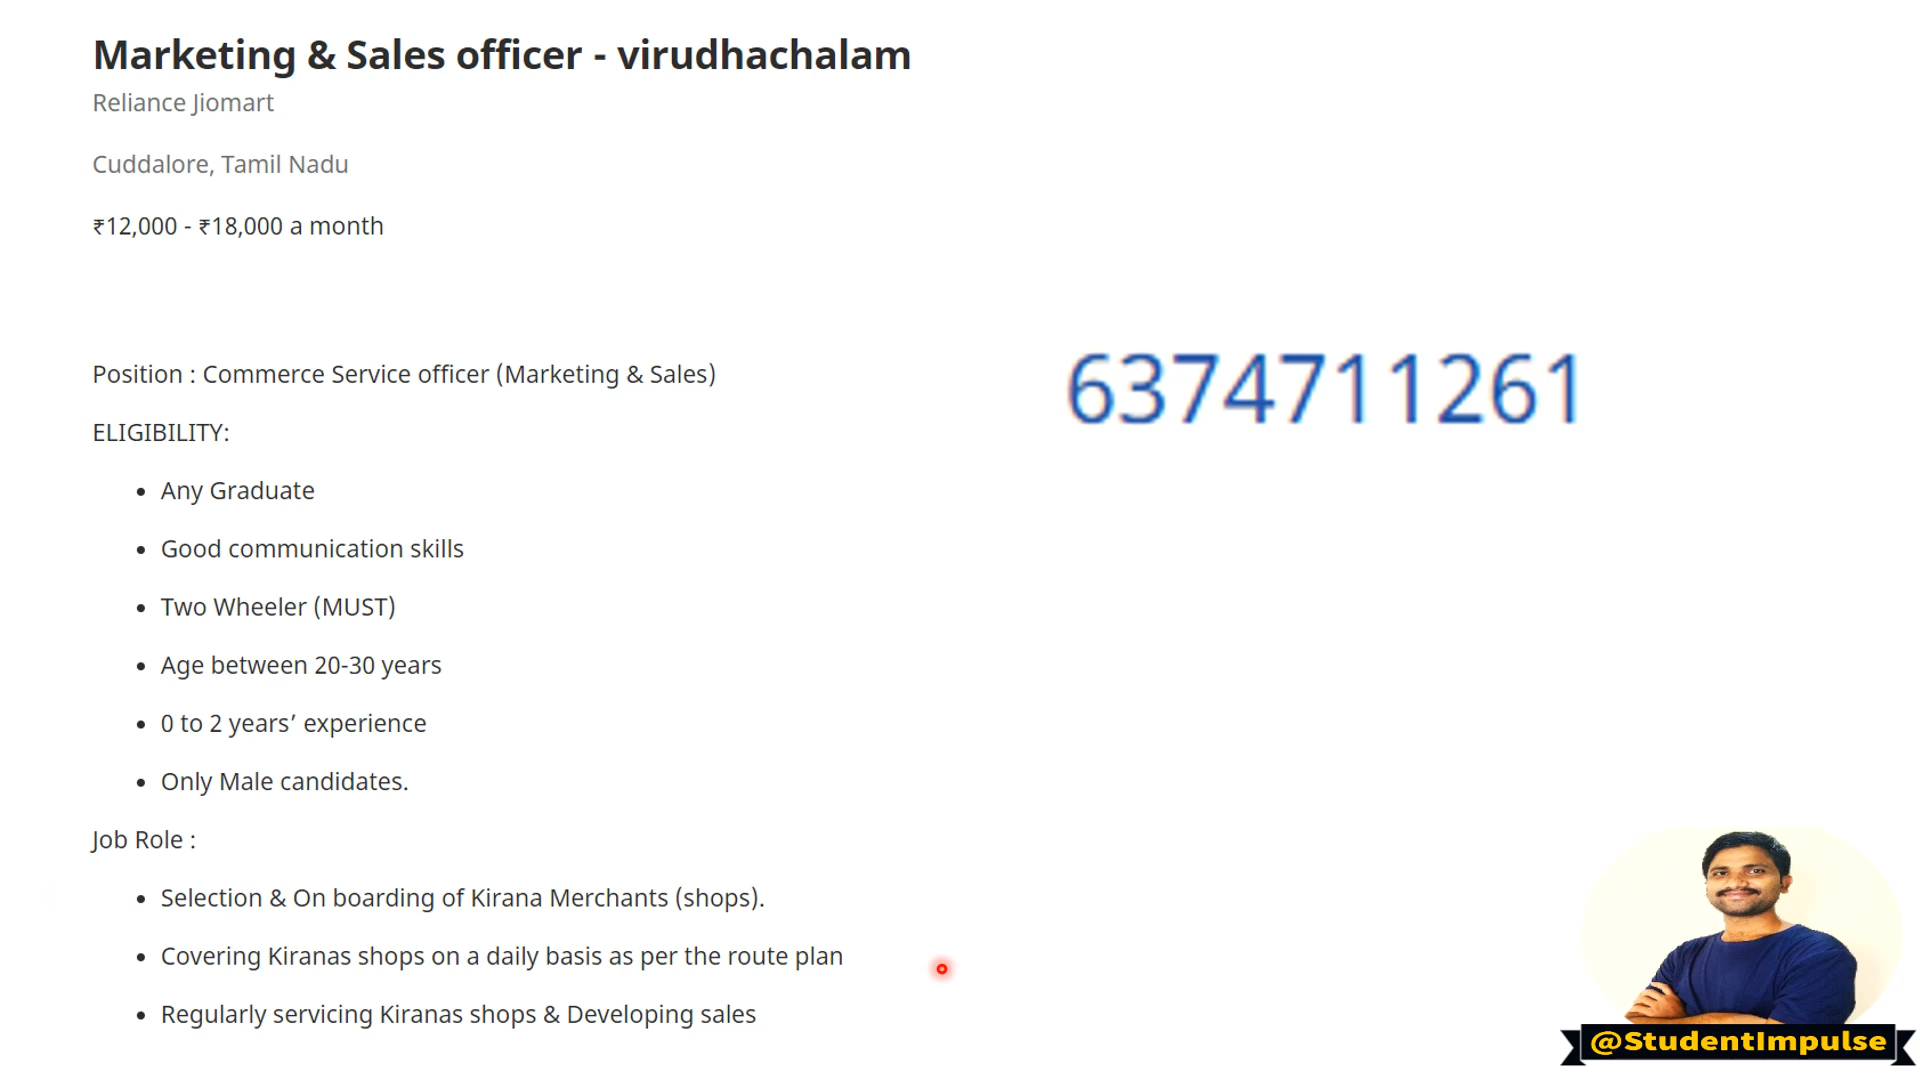 Marketing & Sales officer - virudhachalam
Reliance Jiomart
Cuddalore, Tamil Nadu
₹12,000 - ₹18,000 a month
Position : Commerce Service officer (Marketing & Sales)
6374711261
ELIGIBILITY:
• Any Graduate
• Good communication skills
• Two Wheeler (MUST)
• Age between 20-30 years
• 0 to 2 years’ experience
• Only Male candidates.
Job Role :
• Selection & On boarding of Kirana Merchants (shops).
• Covering Kiranas shops on a daily basis as per the route plan
• Regularly servicing Kiranas shops & Developing sales
@StudentImpulse